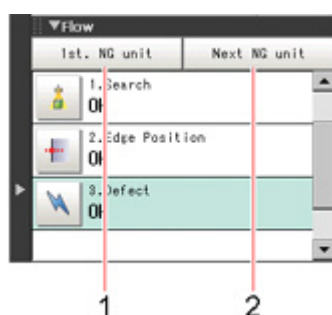 ▼Flow
1st. NG unit
Next NG unit
1.Search
OK
2.Edge Position
OK
3.Defect
OK
1
2